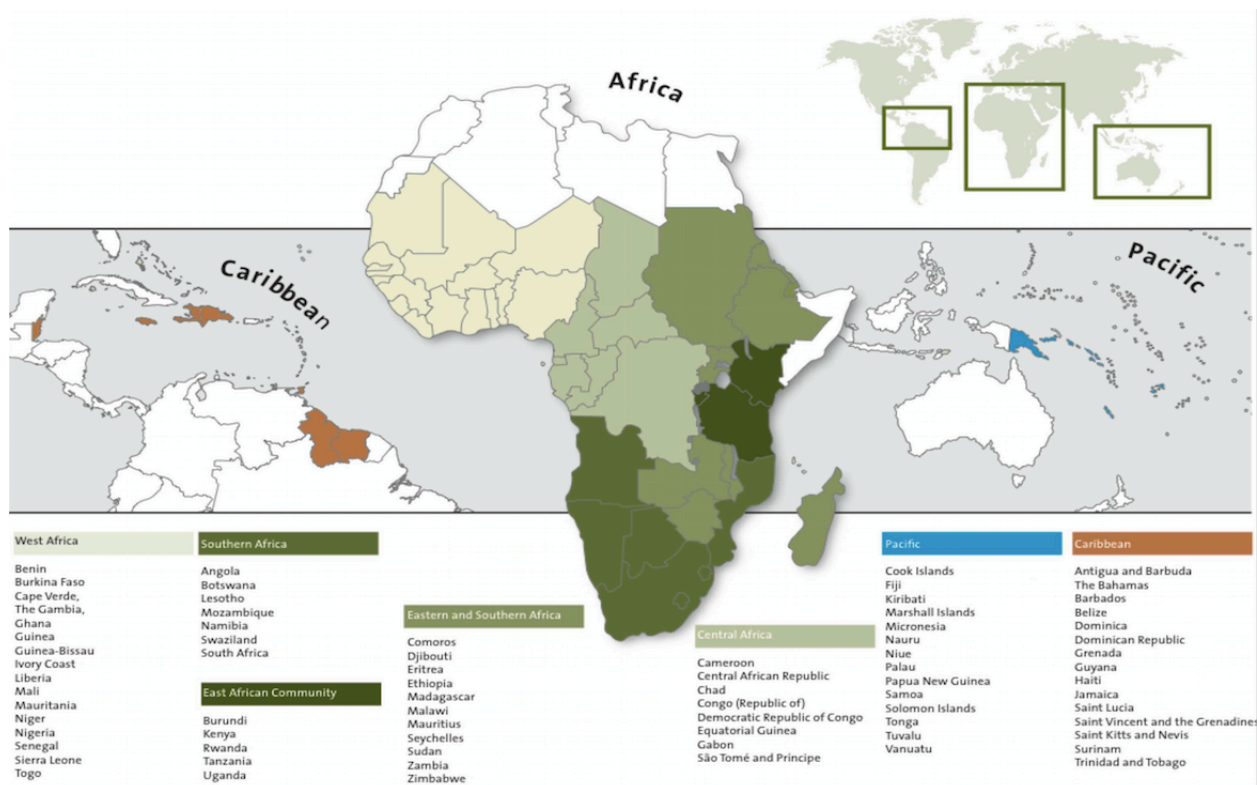 Africa
Caribbean
Pacific
West Africa
Benin
Burkina Faso
Cape Verde,
The Gambia,
Ghana
Guinea
Guinea-Bissau
Ivory Coast
Liberia
Mali
Mauritania
Niger
Nigeria
Senegal
Sierra Leone
Togo
Southern Africa
Angola
Botswana
Lesotho
Mozambique
Namibia
Swaziland
South Africa
East African Community
Burundi
Kenya
Rwanda
Tanzania
Uganda
Eastern and Southern Africa
Comoros
Djibouti
Eritrea
Ethiopia
Madagascar
Malawi
Mauritius
Seychelles
Sudan
Zambia
Zimbabwe
Central Africa
Cameroon
Central African Republic
Chad
Congo (Republic of)
Democratic Republic of Congo
Equatorial Guinea
Gabon
São Tomé and Principe
Pacific
Cook Islands
Fiji
Kiribati
Marshall Islands
Micronesia
Nauru
Niue
Palau
Papua New Guinea
Samoa
Solomon Islands
Tonga
Tuvalu
Vanuatu
Caribbean
Antigua and Barbuda
The Bahamas
Barbados
Belize
Dominica
Dominican Republic
Grenada
Guyana
Haiti
Jamaica
Saint Lucia
Saint Vincent and the Grenadines
Saint Kitts and Nevis
Surinam
Trinidad and Tobago